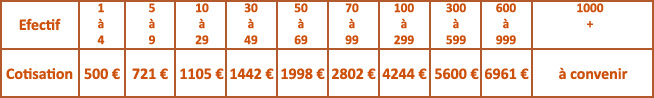 Efectif 1 à 4 5 à 9 10 à 29 30 à 49 50 à 69 70 à 99 100 à 299 300 à 599 600 à 999 1000 +
Cotisation 500 € 721 € 1105 € 1442 € 1998 € 2802 € 4244 € 5600 € 6961 € à convenir